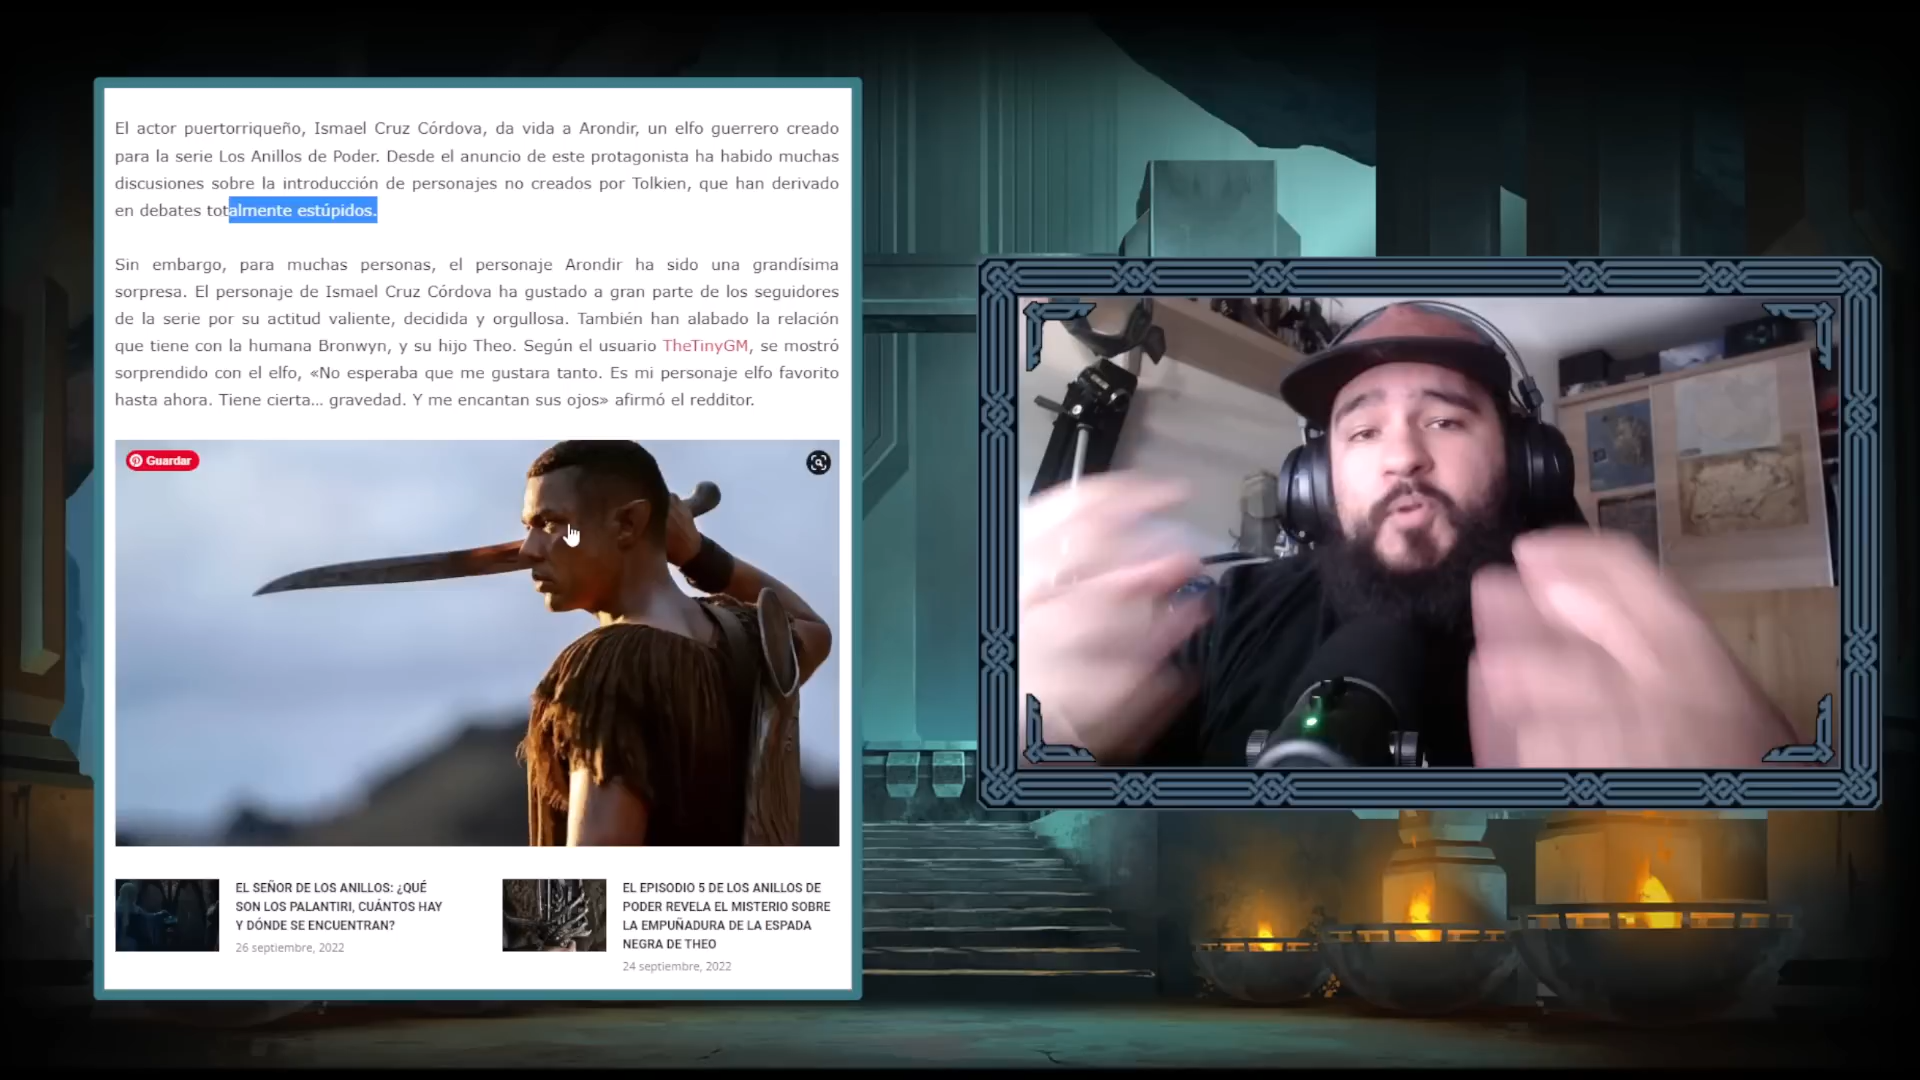 El actor puertorriqueño, Ismael Cruz Córdova, da vida a Arondir, un elfo guerrero creado
para la serie Los Anillos de Poder. Desde el anuncio de este protagonista ha habido muchas
discusiones sobre la introducción de personajes no creados por Tolkien, que han derivado
en debates totalmente estúpidos.
Sin embargo, para muchas personas, el personaje Arondir ha sido una grandísima
sorpresa. El personaje de Ismael Cruz Córdova ha gustado a gran parte de los seguidores
de la serie por su actitud valiente, decidida y orgullosa. También han alabado la relación
que tiene con la humana Bronwyn, y su hijo Theo. Según el usuario TheTinyGM, se mostró
sorprendido con el elfo, «No esperaba que me gustara tanto. Es mi personaje elfo favorito
hasta ahora. Tiene cierta… gravedad. Y me encantan sus ojos» afirmó el redditor.
Guardar
EL SEÑOR DE LOS ANILLOS: ¿QUÉ
SON LOS PALANTIRI, CUÁNTOS HAY
Y DÓNDE SE ENCUENTRAN?
26 septiembre, 2022
EL EPISODIO 5 DE LOS ANILLOS DE
PODER REVELA EL MISTERIO SOBRE
LA EMPUÑADURA DE LA ESPADA
NEGRA DE THEO
24 septiembre, 2022